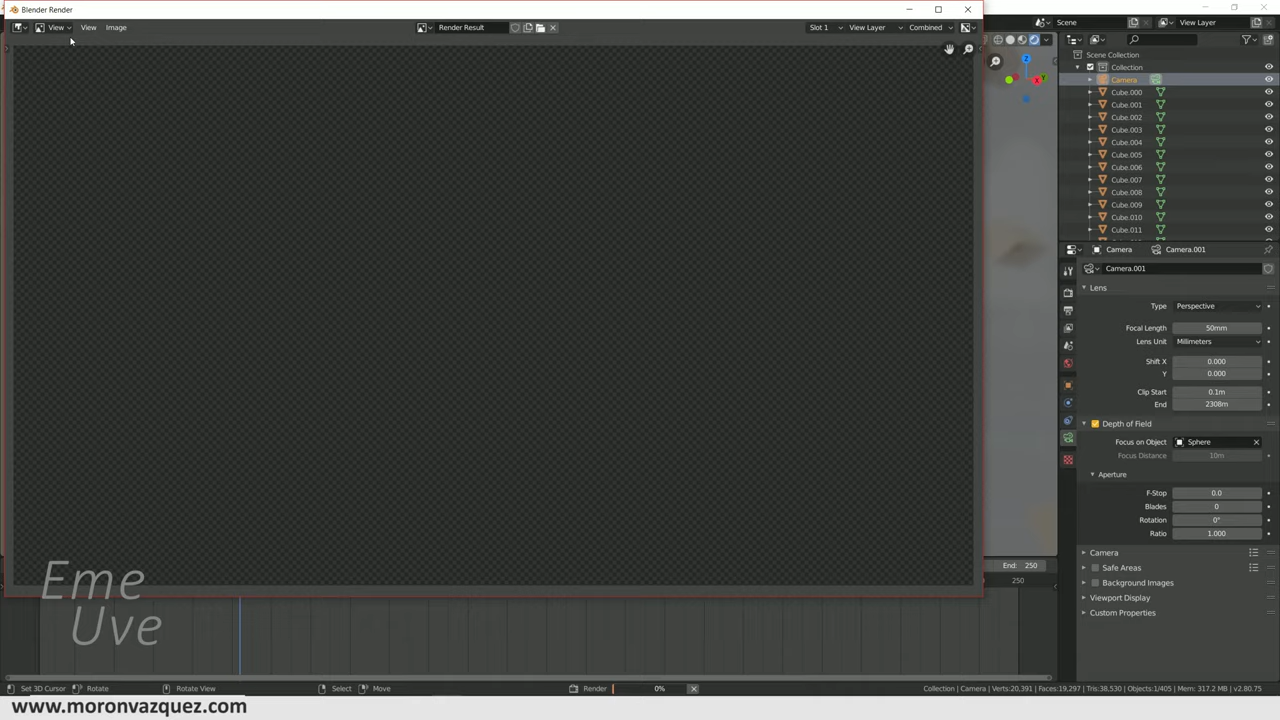 Blender Render
View View Image Render Result Slot 1 View Layer Combined
Scene View Layer
Scene Collection
Collection
Camera
Cube.000
Cube.001
Cube.002
Cube.003
Cube.004
Cube.005
Cube.006
Cube.007
Cube.008
Cube.009
Cube.010
Cube.011
Camera Camera.001
Camera.001
Lens
Type Perspective
Focal Length 50mm
Lens Unit Millimeters
Shift X 0.000
Y 0.000
Clip Start 0.1m
End 2308m
Depth of Field
Focus on Object Sphere
Focus Distance 10m
Aperture
F-Stop 0.0
Blades 0
Rotation 0°
Ratio 1.000
Camera
Safe Areas
Background Images
Viewport Display
Custom Properties
End: 250
250
Eme
Uve
Set 3D Cursor Rotate Rotate View Select Move Render 0% Collection | Camera | Verts:20,391 | Faces:19,297 | Tris:38,530 | Objects:1/405 | Mem: 317.2 MB | v2.80.75
www.moronvazquez.com